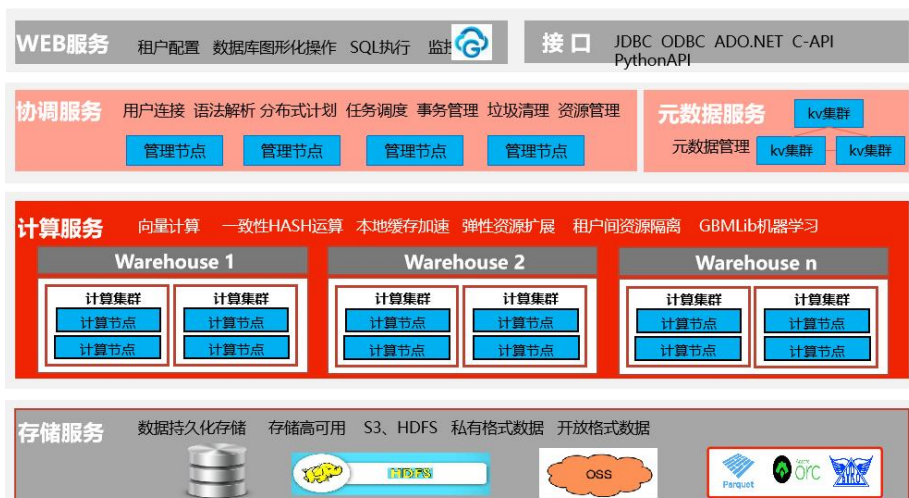 WEB服务
租户配置 数据库图形化操作 SQL执行 监
接口
JDBC ODBC ADO.NET C-API
PythonAPI
协调服务
用户连接 语法解析 分布式计划 任务调度 事务管理 垃圾清理 资源管理
管理节点 管理节点 管理节点 管理节点
元数据服务
kv集群
元数据管理
kv集群 kv集群
计算服务
向量计算 一致性HASH运算 本地缓存加速 弹性资源扩展 租户间资源隔离 GBMLib机器学习
Warehouse 1 Warehouse 2 Warehouse n
计算集群 计算集群 计算集群 计算集群 计算集群 计算集群
计算节点 计算节点 计算节点 计算节点 计算节点 计算节点
计算节点 计算节点 计算节点 计算节点 计算节点 计算节点
存储服务
数据持久化存储 存储高可用 S3、HDFS 私有格式数据 开放格式数据
HDFS
OSS
Parquet
orc